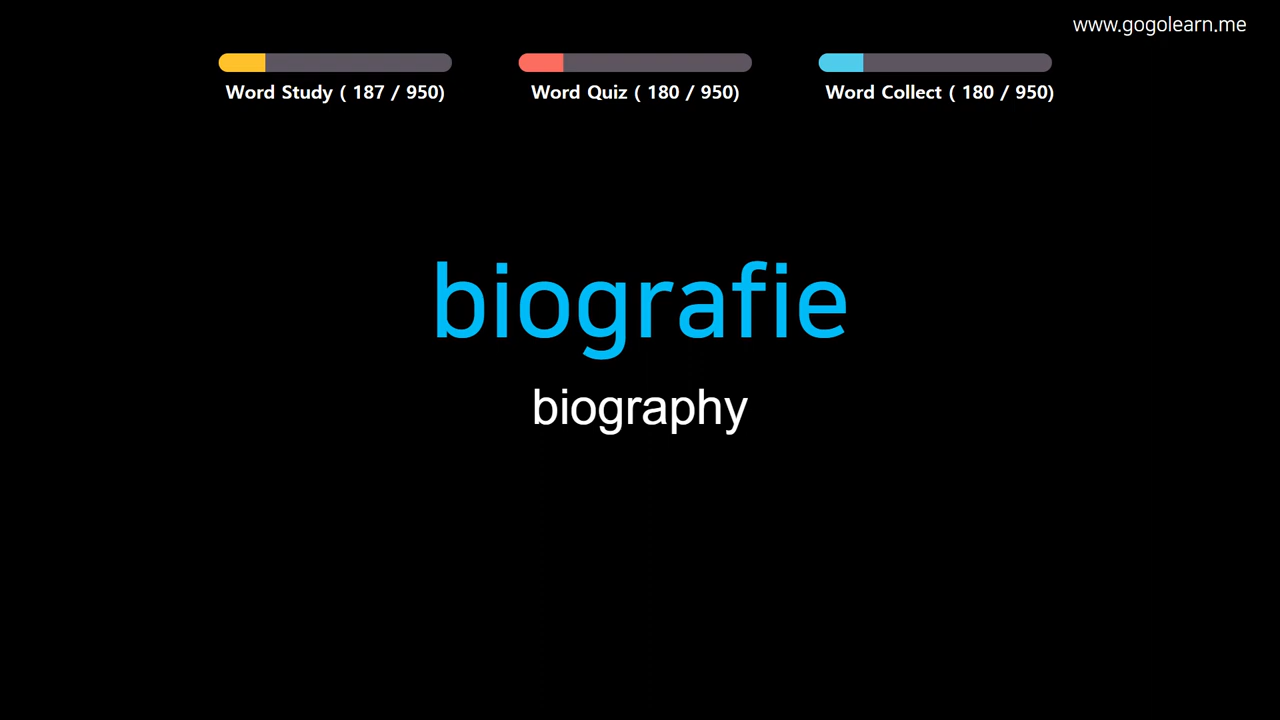 www.gogolearn.me
Word Study ( 187 / 950)
Word Quiz ( 180 / 950)
Word Collect ( 180 / 950)
biografie
biography